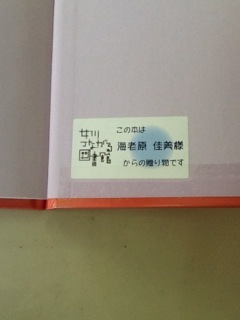 女川
つながる
図書館
この本は
海老原 佳美様
からの贈り物です